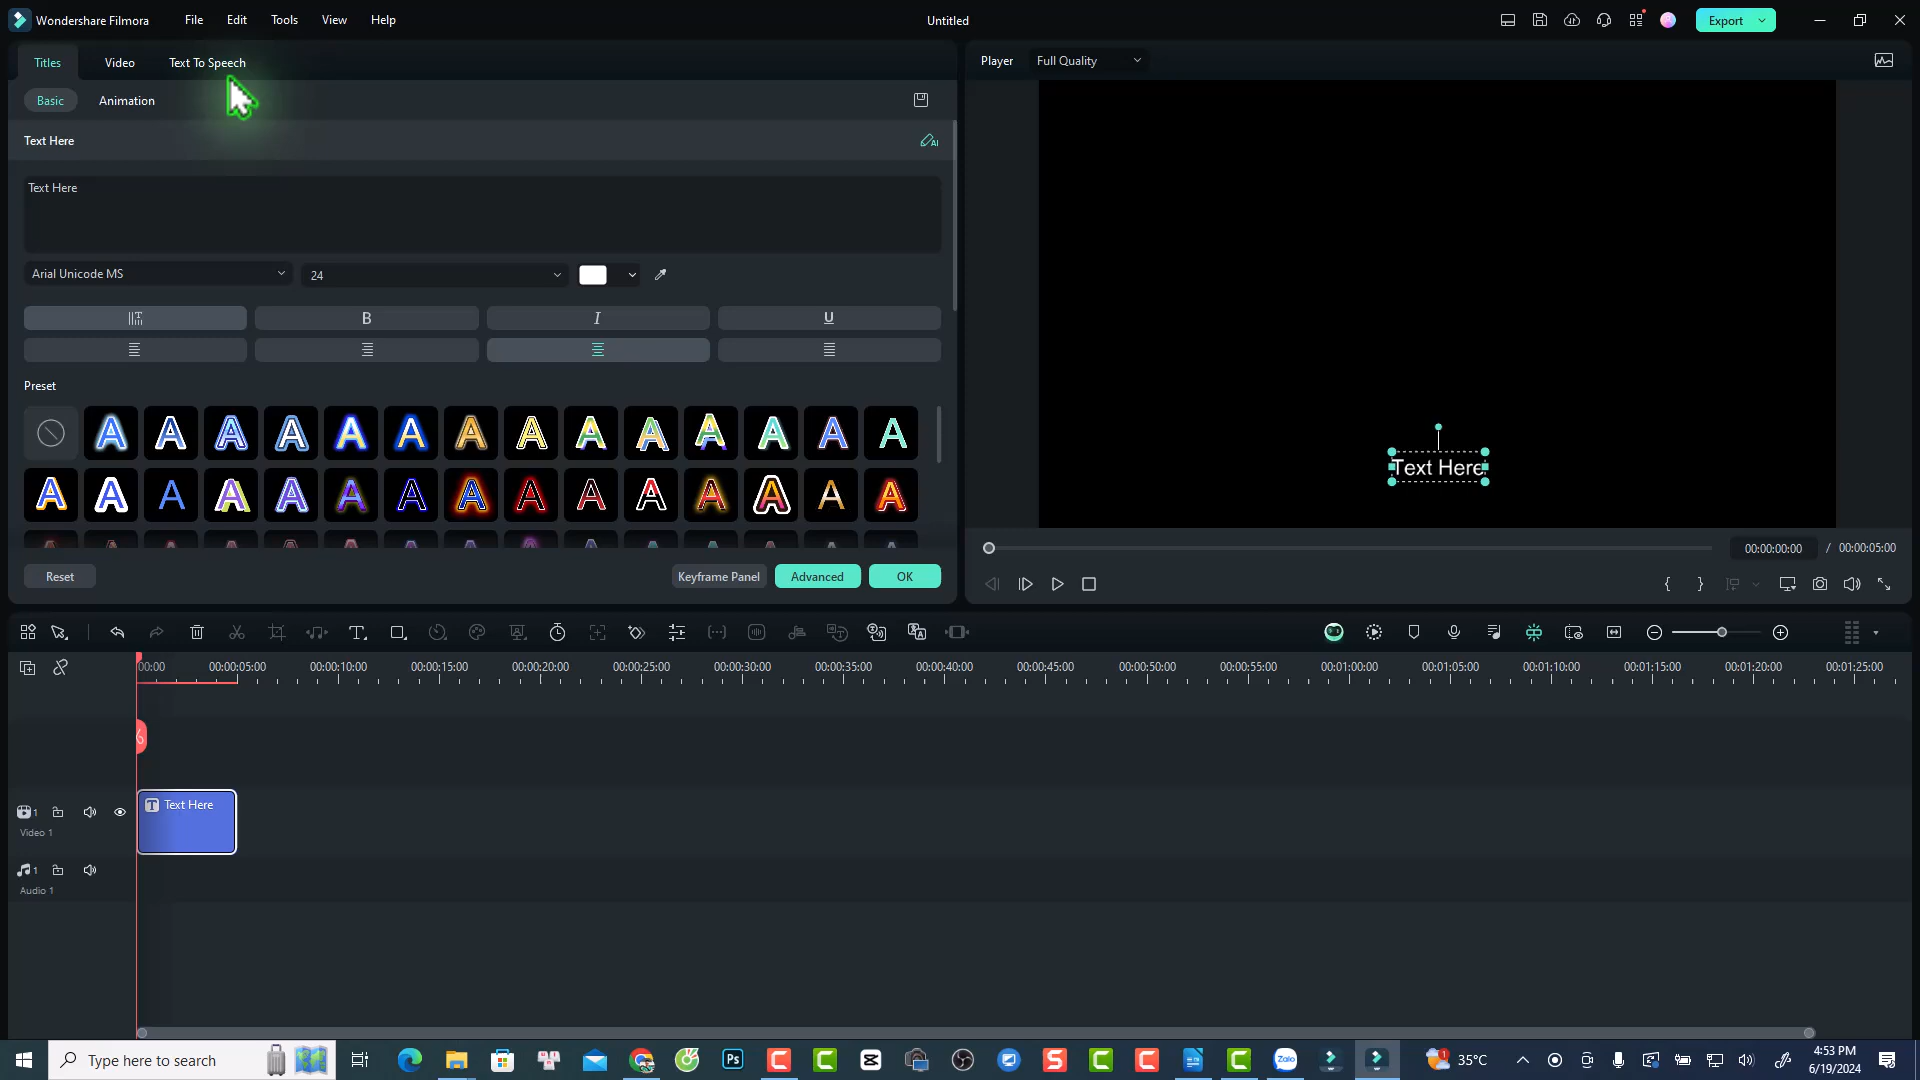 Wondershare Filmora File Edit Tools View Help Untitled Export
Titles Video Text To Speech
Player Full Quality
Basic Animation
Text Here
AI
Text Here
Arial Unicode MS 24
B I U
Preset
Text Here
Reset Keyframe Panel Advanced OK
00:00:00:00 / 00:00:05:00
00:00 00:00:05:00 00:00:10:00 00:00:15:00 00:00:20:00 00:00:25:00 00:00:30:00 00:00:35:00 00:00:40:00 00:00:45:00 00:00:50:00 00:00:55:00 00:01:00:00 00:01:05:00 00:01:10:00 00:01:15:00 00:01:20:00 00:01:25:00
T Text Here
1
Video 1
1
Audio 1
Type here to search
Ps
Zalo
1
35°C
4:53 PM
6/19/2024